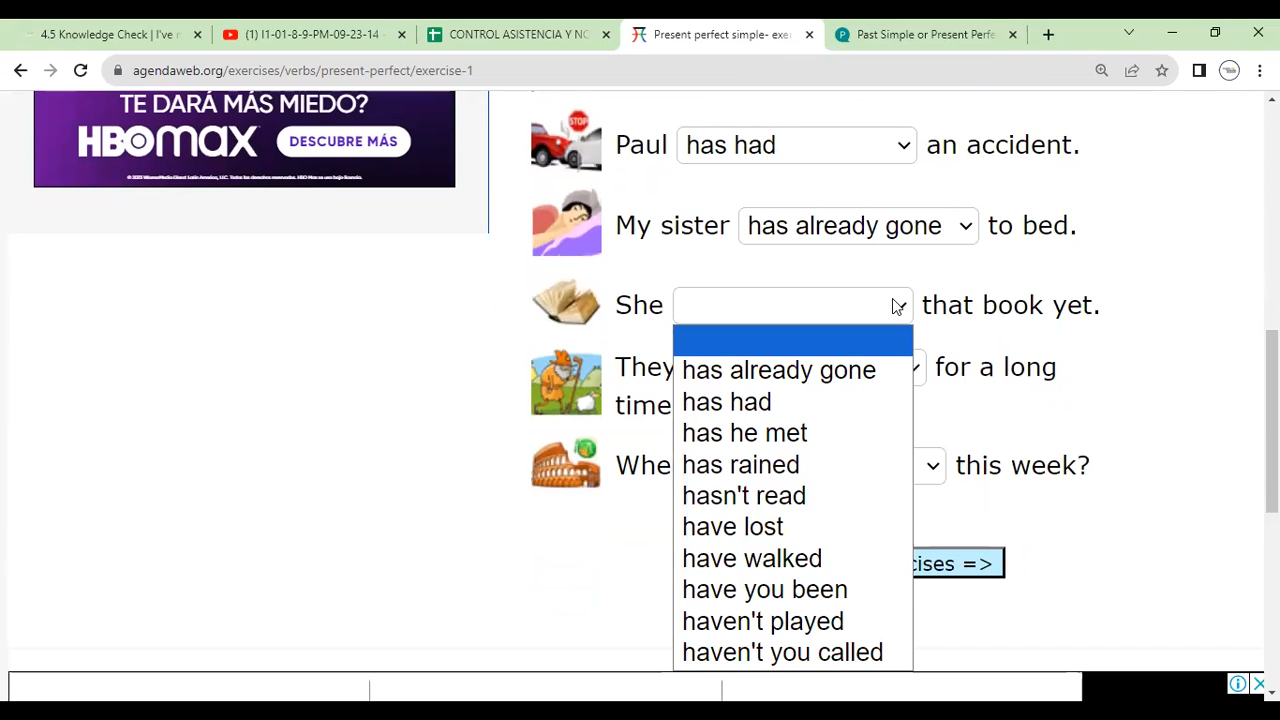 4.5 Knowledge Check | I've r
(1) I1-01-8-9-PM-09-23-14 -
CONTROL ASISTENCIA Y NO
Present perfect simple- exe
Past Simple or Present Perfe
agendaweb.org/exercises/verbs/present-perfect/exercise-1
TE DARÁ MÁS MIEDO?
HBOMAX
DESCUBRE MÁS
STOP
Paul has had an accident.
My sister has already gone to bed.
She that book yet.
has already gone
They for a long
time
has had
has he met
Whe this week?
has rained
hasn't read
have lost
have walked
cises =>
have you been
haven't played
haven't you called